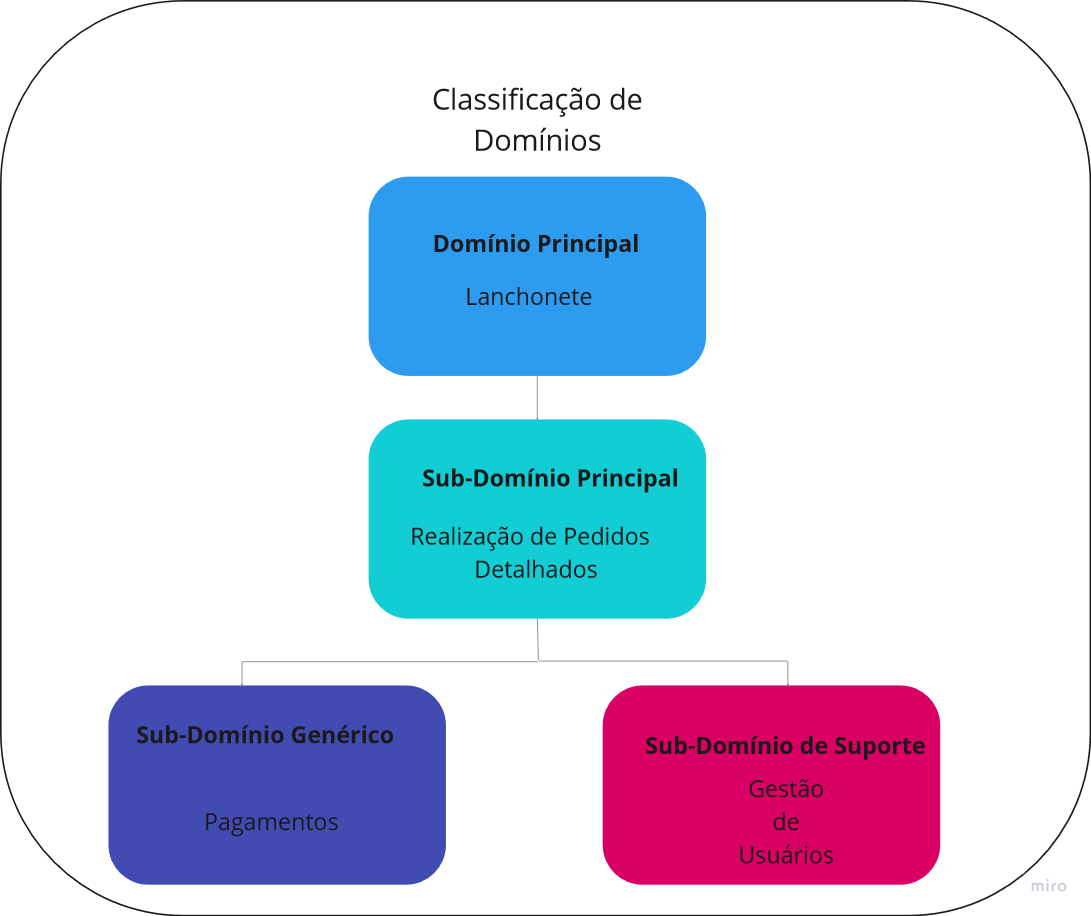 Classificação de
Domínios
Domínio Principal
Lanchonete
Sub-Domínio Principal
Realização de Pedidos
Detalhados
Sub-Domínio Genérico
Pagamentos
Sub-Domínio de Suporte
Gestão
de
Usuários
miro